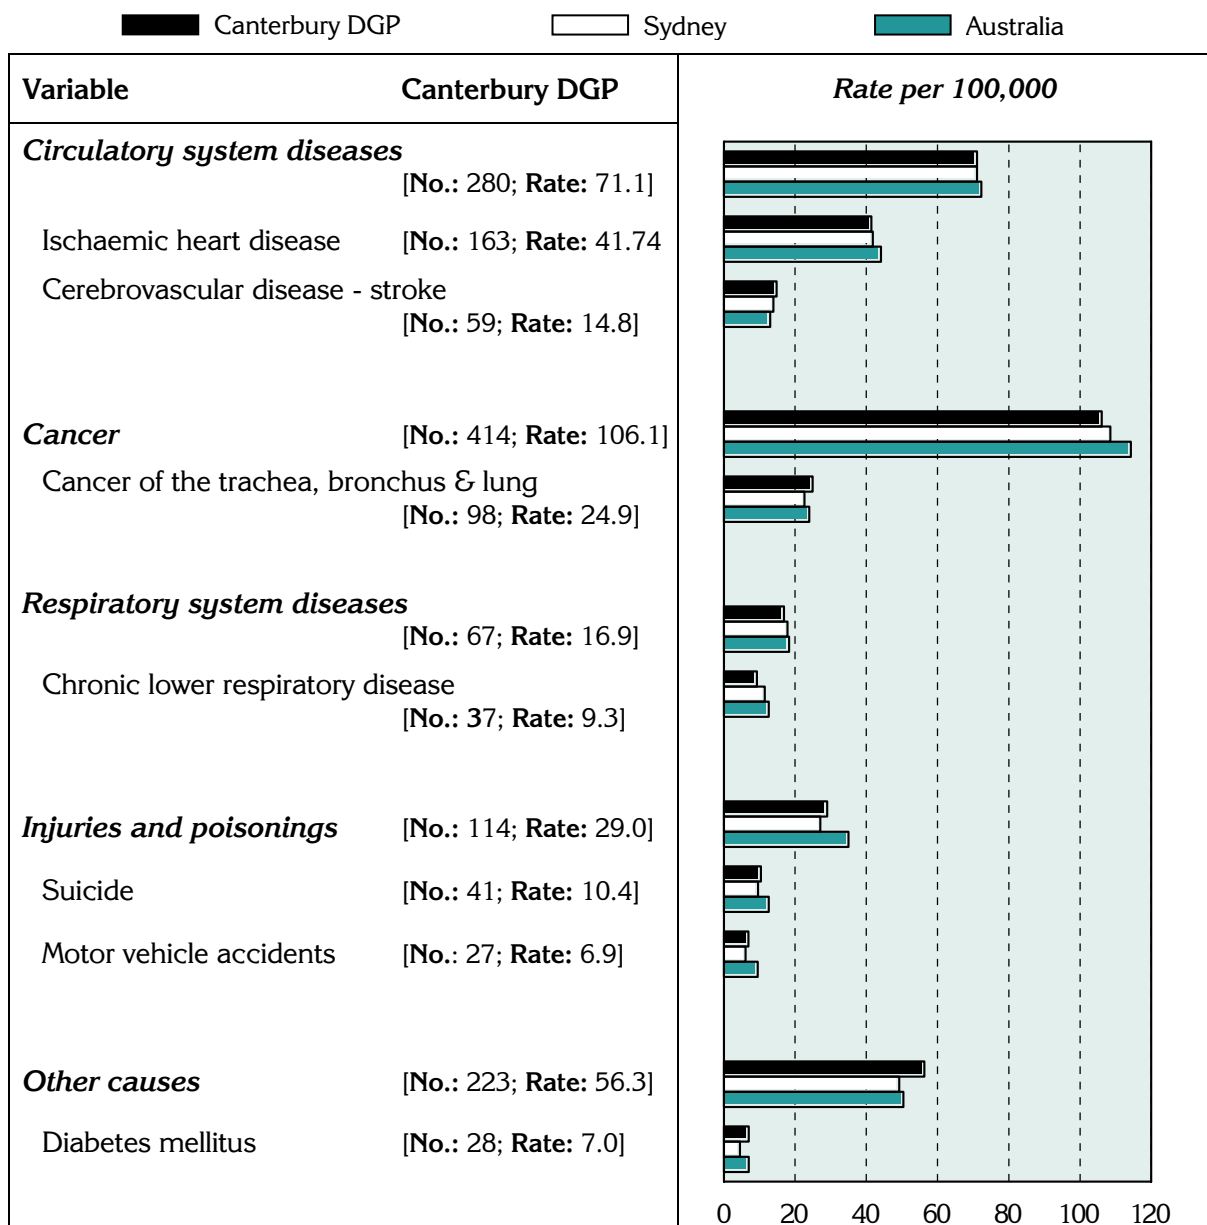 Canterbury DGP Sydney Australia
Variable Canterbury DGP Rate per 100,000
Circulatory system diseases
[No.: 280; Rate: 71.1]
Ischaemic heart disease [No.: 163; Rate: 41.74
Cerebrovascular disease - stroke
[No.: 59; Rate: 14.8]
Cancer [No.: 414; Rate: 106.1]
Cancer of the trachea, bronchus & lung
[No.: 98; Rate: 24.9]
Respiratory system diseases
[No.: 67; Rate: 16.9]
Chronic lower respiratory disease
[No.: 37; Rate: 9.3]
Injuries and poisonings [No.: 114; Rate: 29.0]
Suicide [No.: 41; Rate: 10.4]
Motor vehicle accidents [No.: 27; Rate: 6.9]
Other causes [No.: 223; Rate: 56.3]
Diabetes mellitus [No.: 28; Rate: 7.0]
0 20 40 60 80 100 120